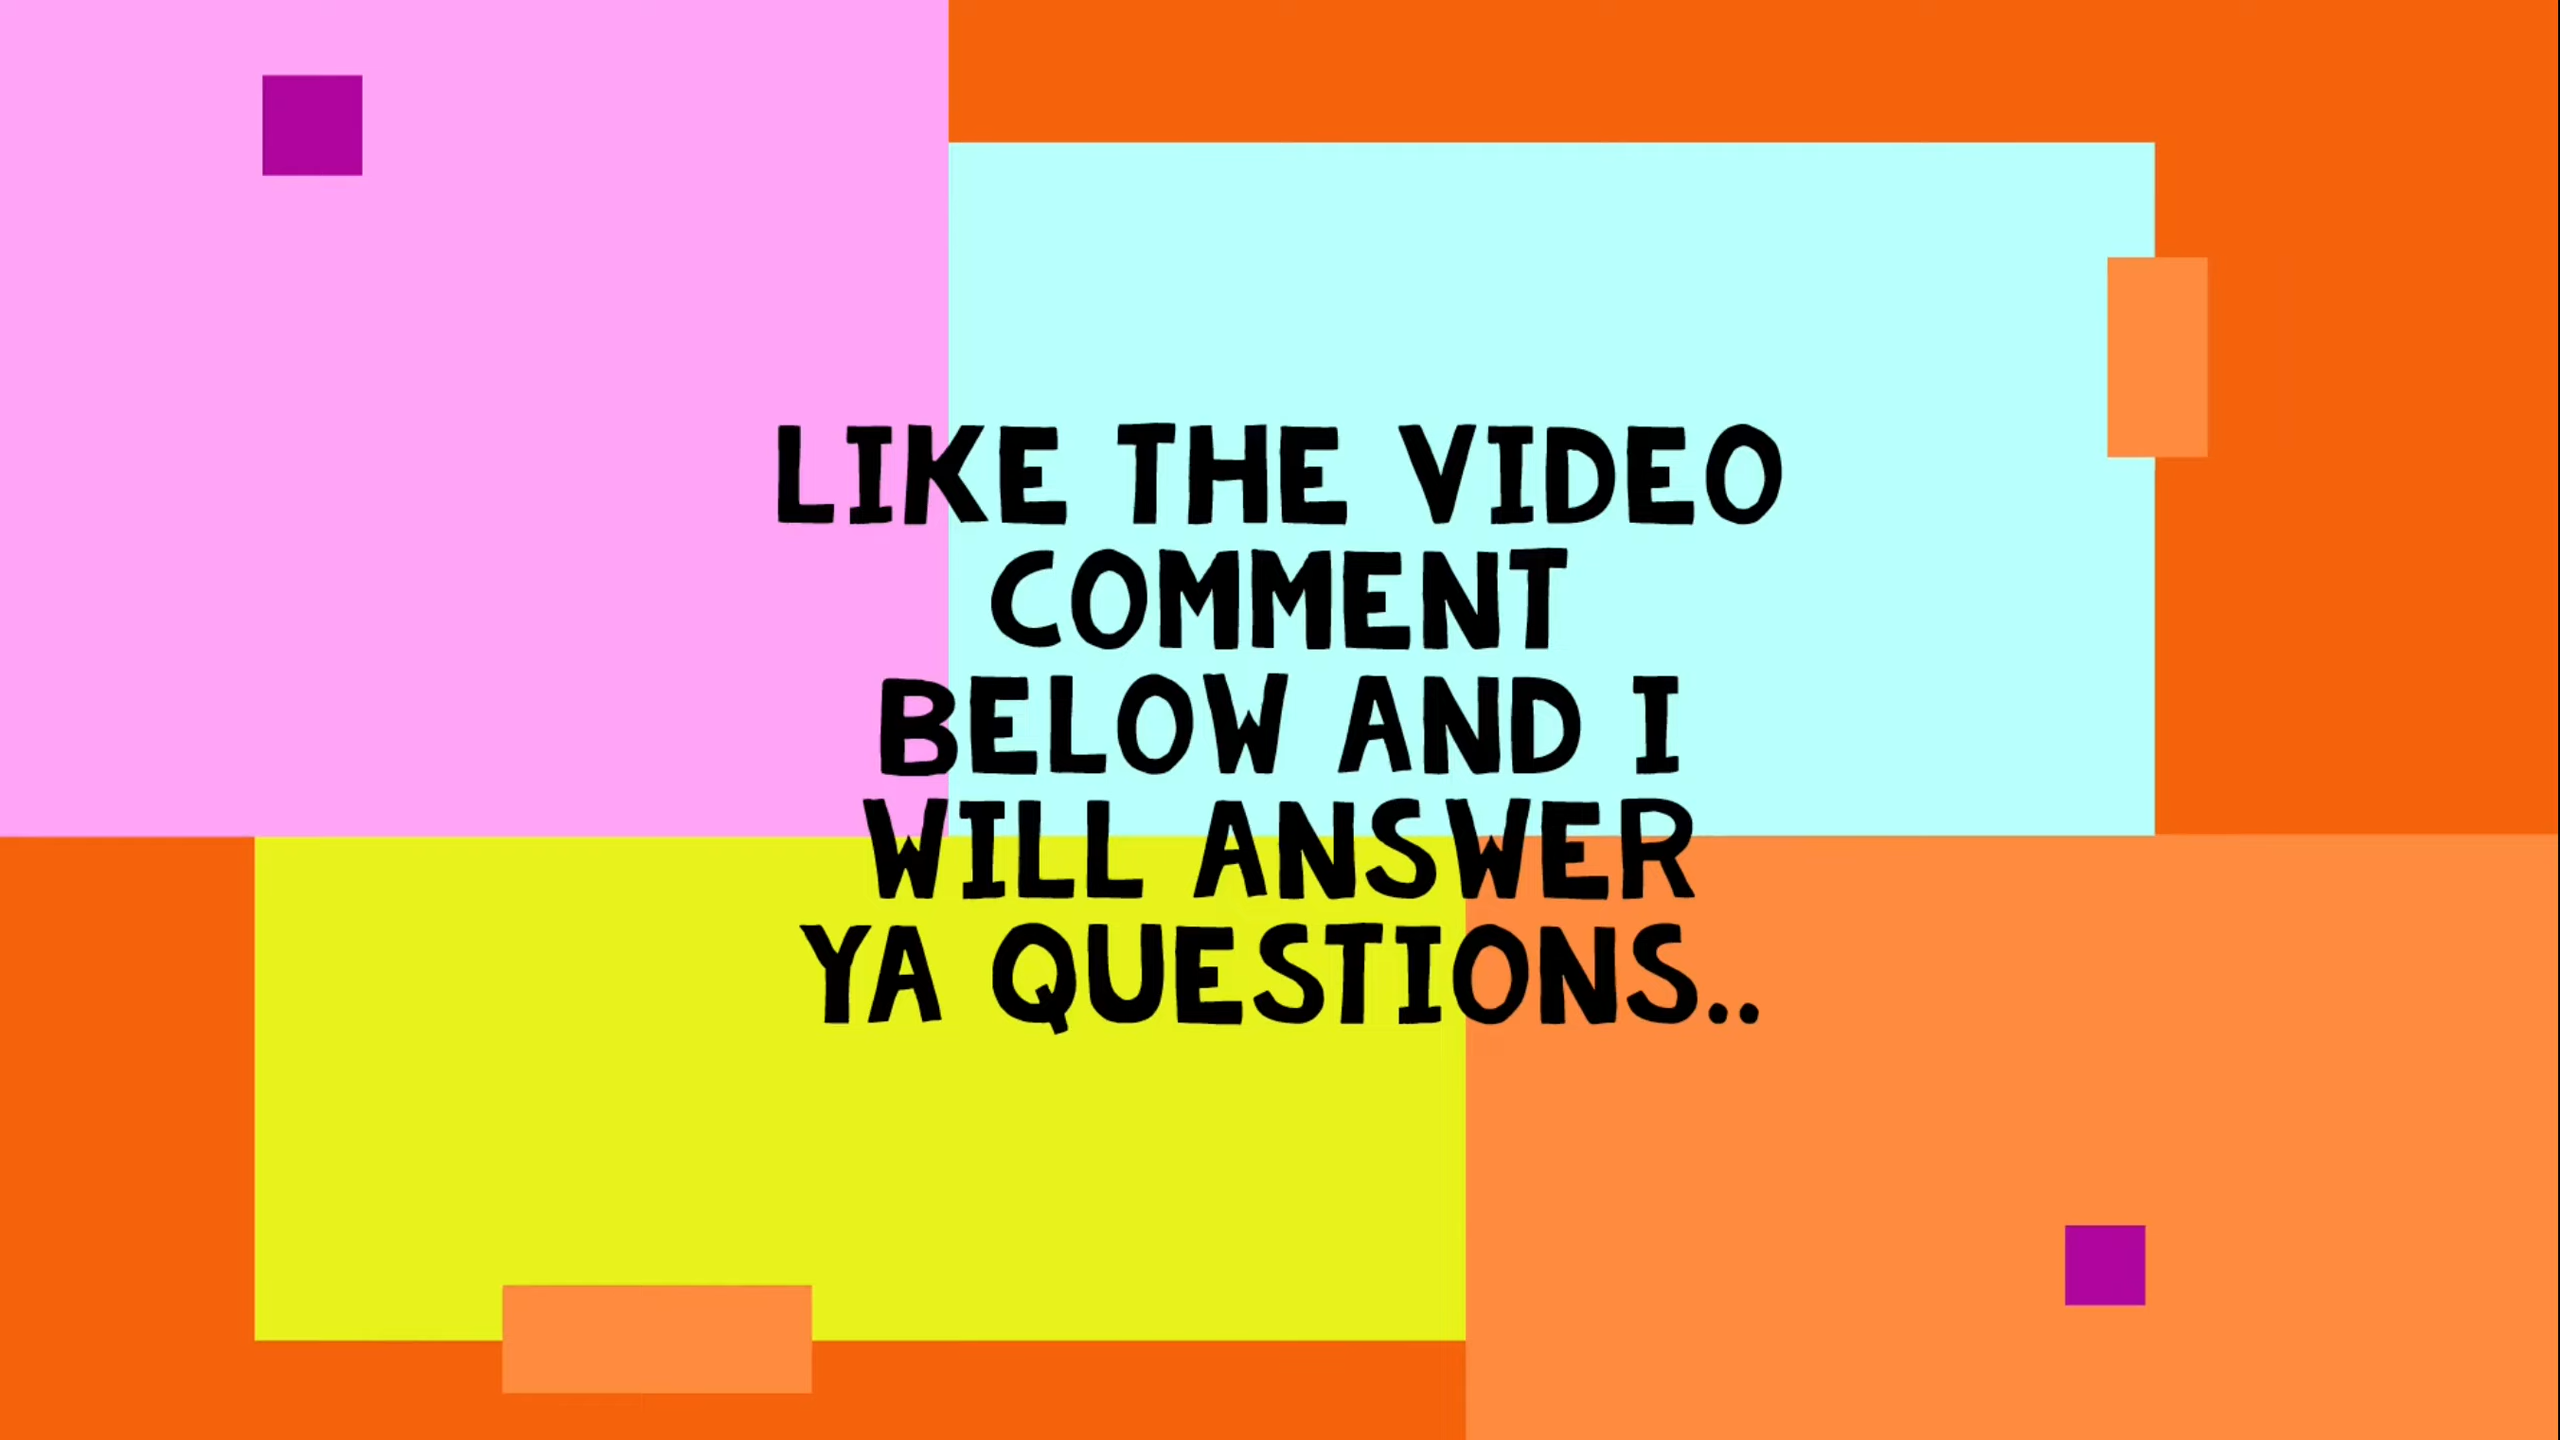 LIKE THE VIDEO
COMMENT
BELOW AND I
WILL ANSWER
YA QUESTIONS..